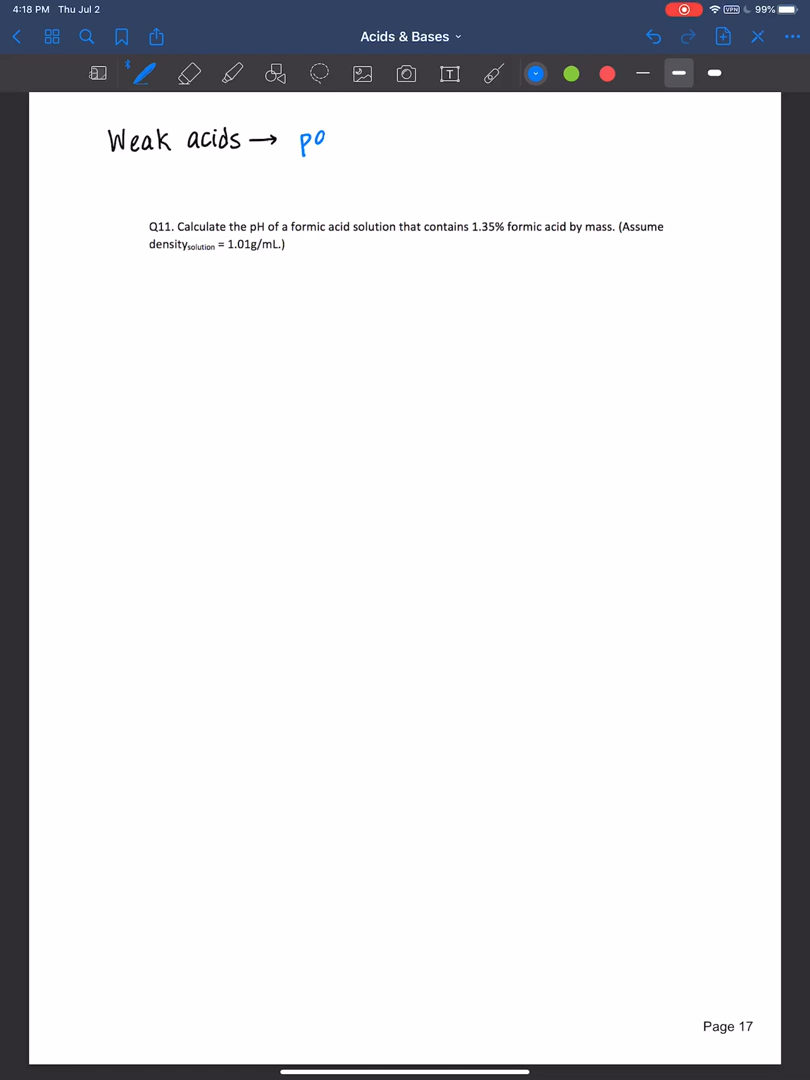 4:18 PM Thu Jul 2
VPN 99%
Acids & Bases
T
Weak acids → po
Q11. Calculate the pH of a formic acid solution that contains 1.35% formic acid by mass. (Assume
densitysolution = 1.01g/mL.)
Page 17